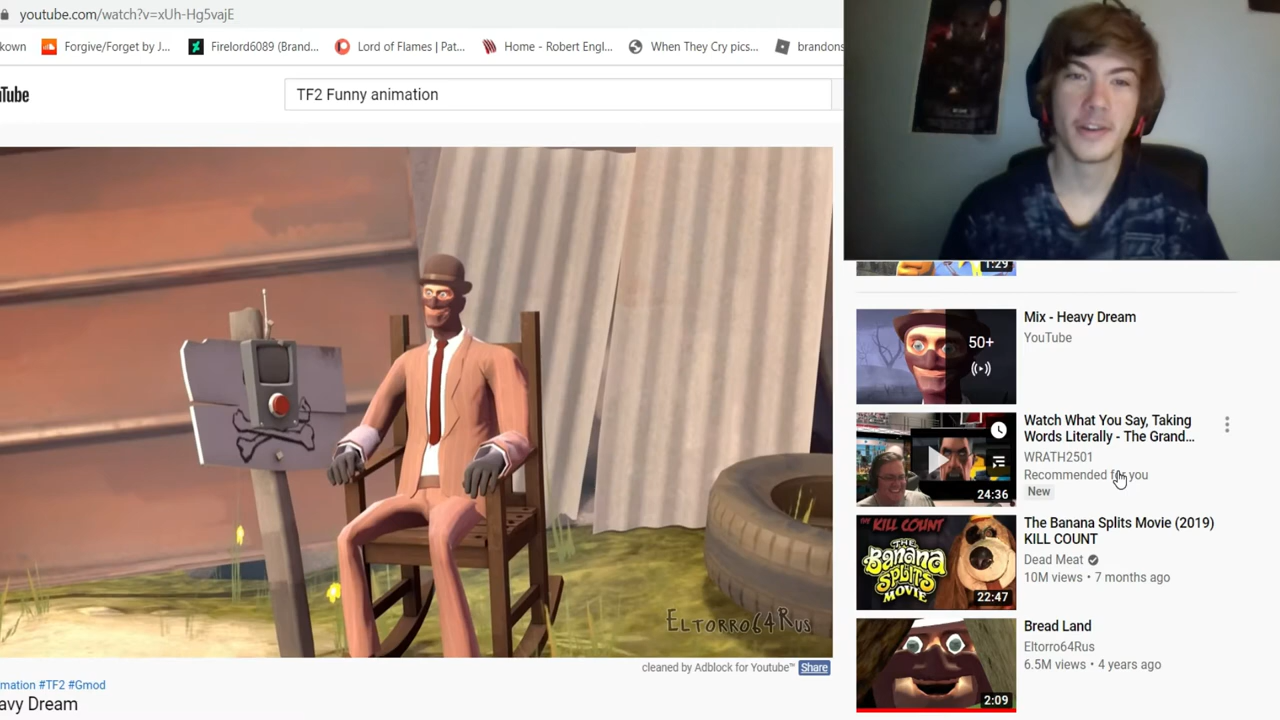 youtube.com/watch?v=xUh-Hg5vajE
kown
Forgive/Forget by J...
Firelord6089 (Brand...
Lord of Flames | Pat...
Home - Robert Engl...
When They Cry pics...
brandons
uTube
TF2 Funny animation
ELTORRO64RUS
cleaned by Adblock for Youtube™
Share
mation #TF2 #Gmod
avy Dream
1:29
50+
Mix - Heavy Dream
YouTube
24:36
Watch What You Say, Taking
Words Literally - The Grand...
WRATH2501
Recommended for you
New
THE KILL COUNT
THE
BANANA
SPLITS
MOVIE
22:47
The Banana Splits Movie (2019)
KILL COUNT
Dead Meat
10M views • 7 months ago
2:09
Bread Land
Eltorro64Rus
6.5M views • 4 years ago